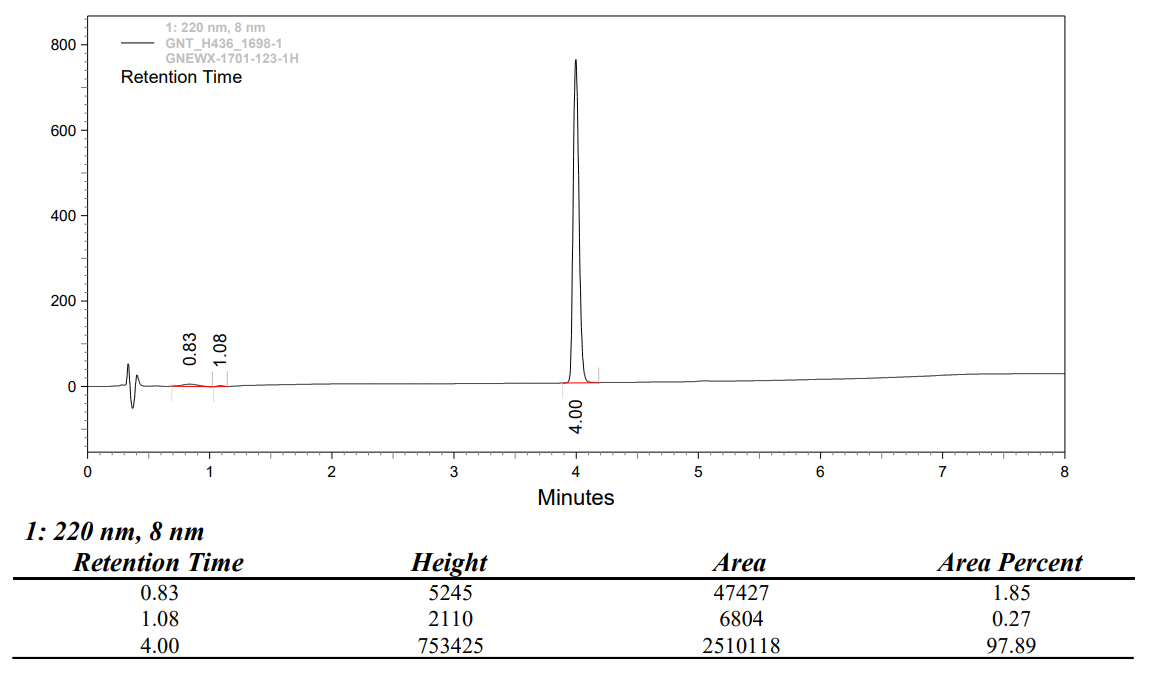 1: 220 nm, 8 nm
GNT_H436_1698-1
GNEWX-1701-123-1H
Retention Time
800
600
400
200
0
0.83
1.08
4.00
0 1 2 3 4 5 6 7 8
Minutes
1: 220 nm, 8 nm
Retention Time Height Area Area Percent
0.83 5245 47427 1.85
1.08 2110 6804 0.27
4.00 753425 2510118 97.89